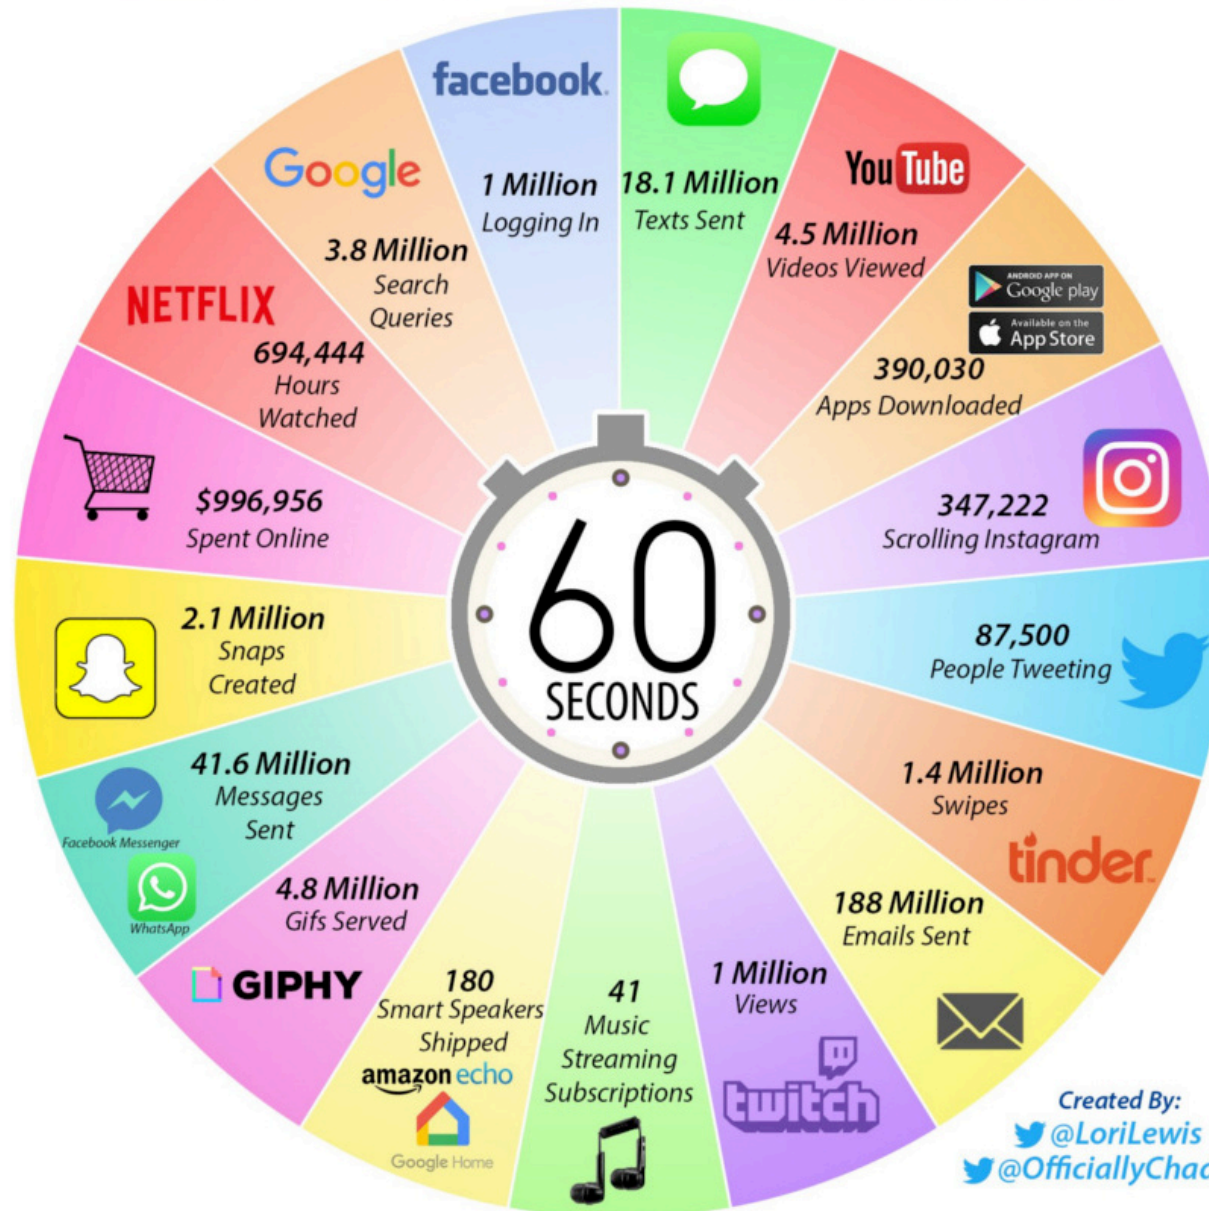 facebook
1 Million
Logging In
18.1 Million
Texts Sent
YouTube
4.5 Million
Videos Viewed
ANDROID APP ON
Google play
Available on the
App Store
390,030
Apps Downloaded
347,222
Scrolling Instagram
87,500
People Tweeting
1.4 Million
Swipes
tinder
188 Million
Emails Sent
1 Million
Views
twitch
41
Music
Streaming
Subscriptions
180
Smart Speakers
Shipped
amazon echo
Google Home
4.8 Million
Gifs Served
GIPHY
41.6 Million
Messages
Sent
Facebook Messenger
WhatsApp
2.1 Million
Snaps
Created
$996,956
Spent Online
NETFLIX
694,444
Hours
Watched
Google
3.8 Million
Search
Queries
60
SECONDS
Created By:
@LoriLewis
@OfficiallyChad